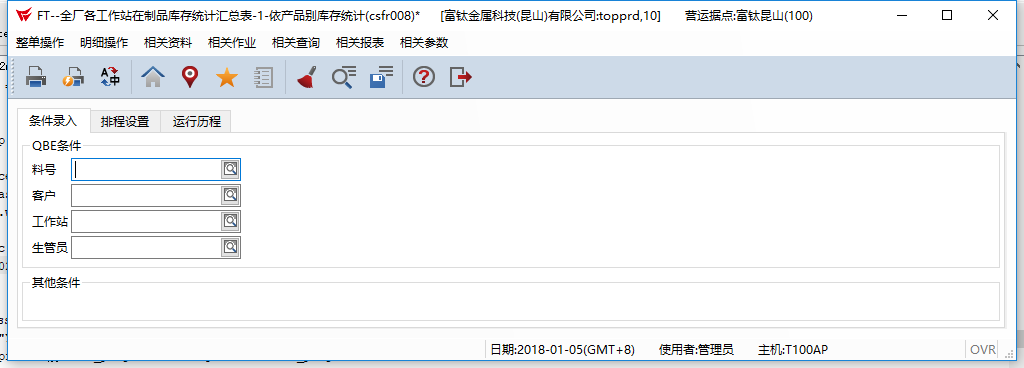 FT--全厂各工作站在制品库存统计汇总表-1-依产品别库存统计(csfr008)* [富钛金属科技(昆山)有限公司:topprd,10] 营运据点:富钛昆山(100)
整单操作 明细操作 相关资料 相关作业 相关查询 相关报表 相关参数
条件录入 排程设置 运行历程
QBE条件
料号
客户
工作站
生管员
其他条件
日期:2018-01-05(GMT+8) 使用者:管理员 主机:T100AP OVR